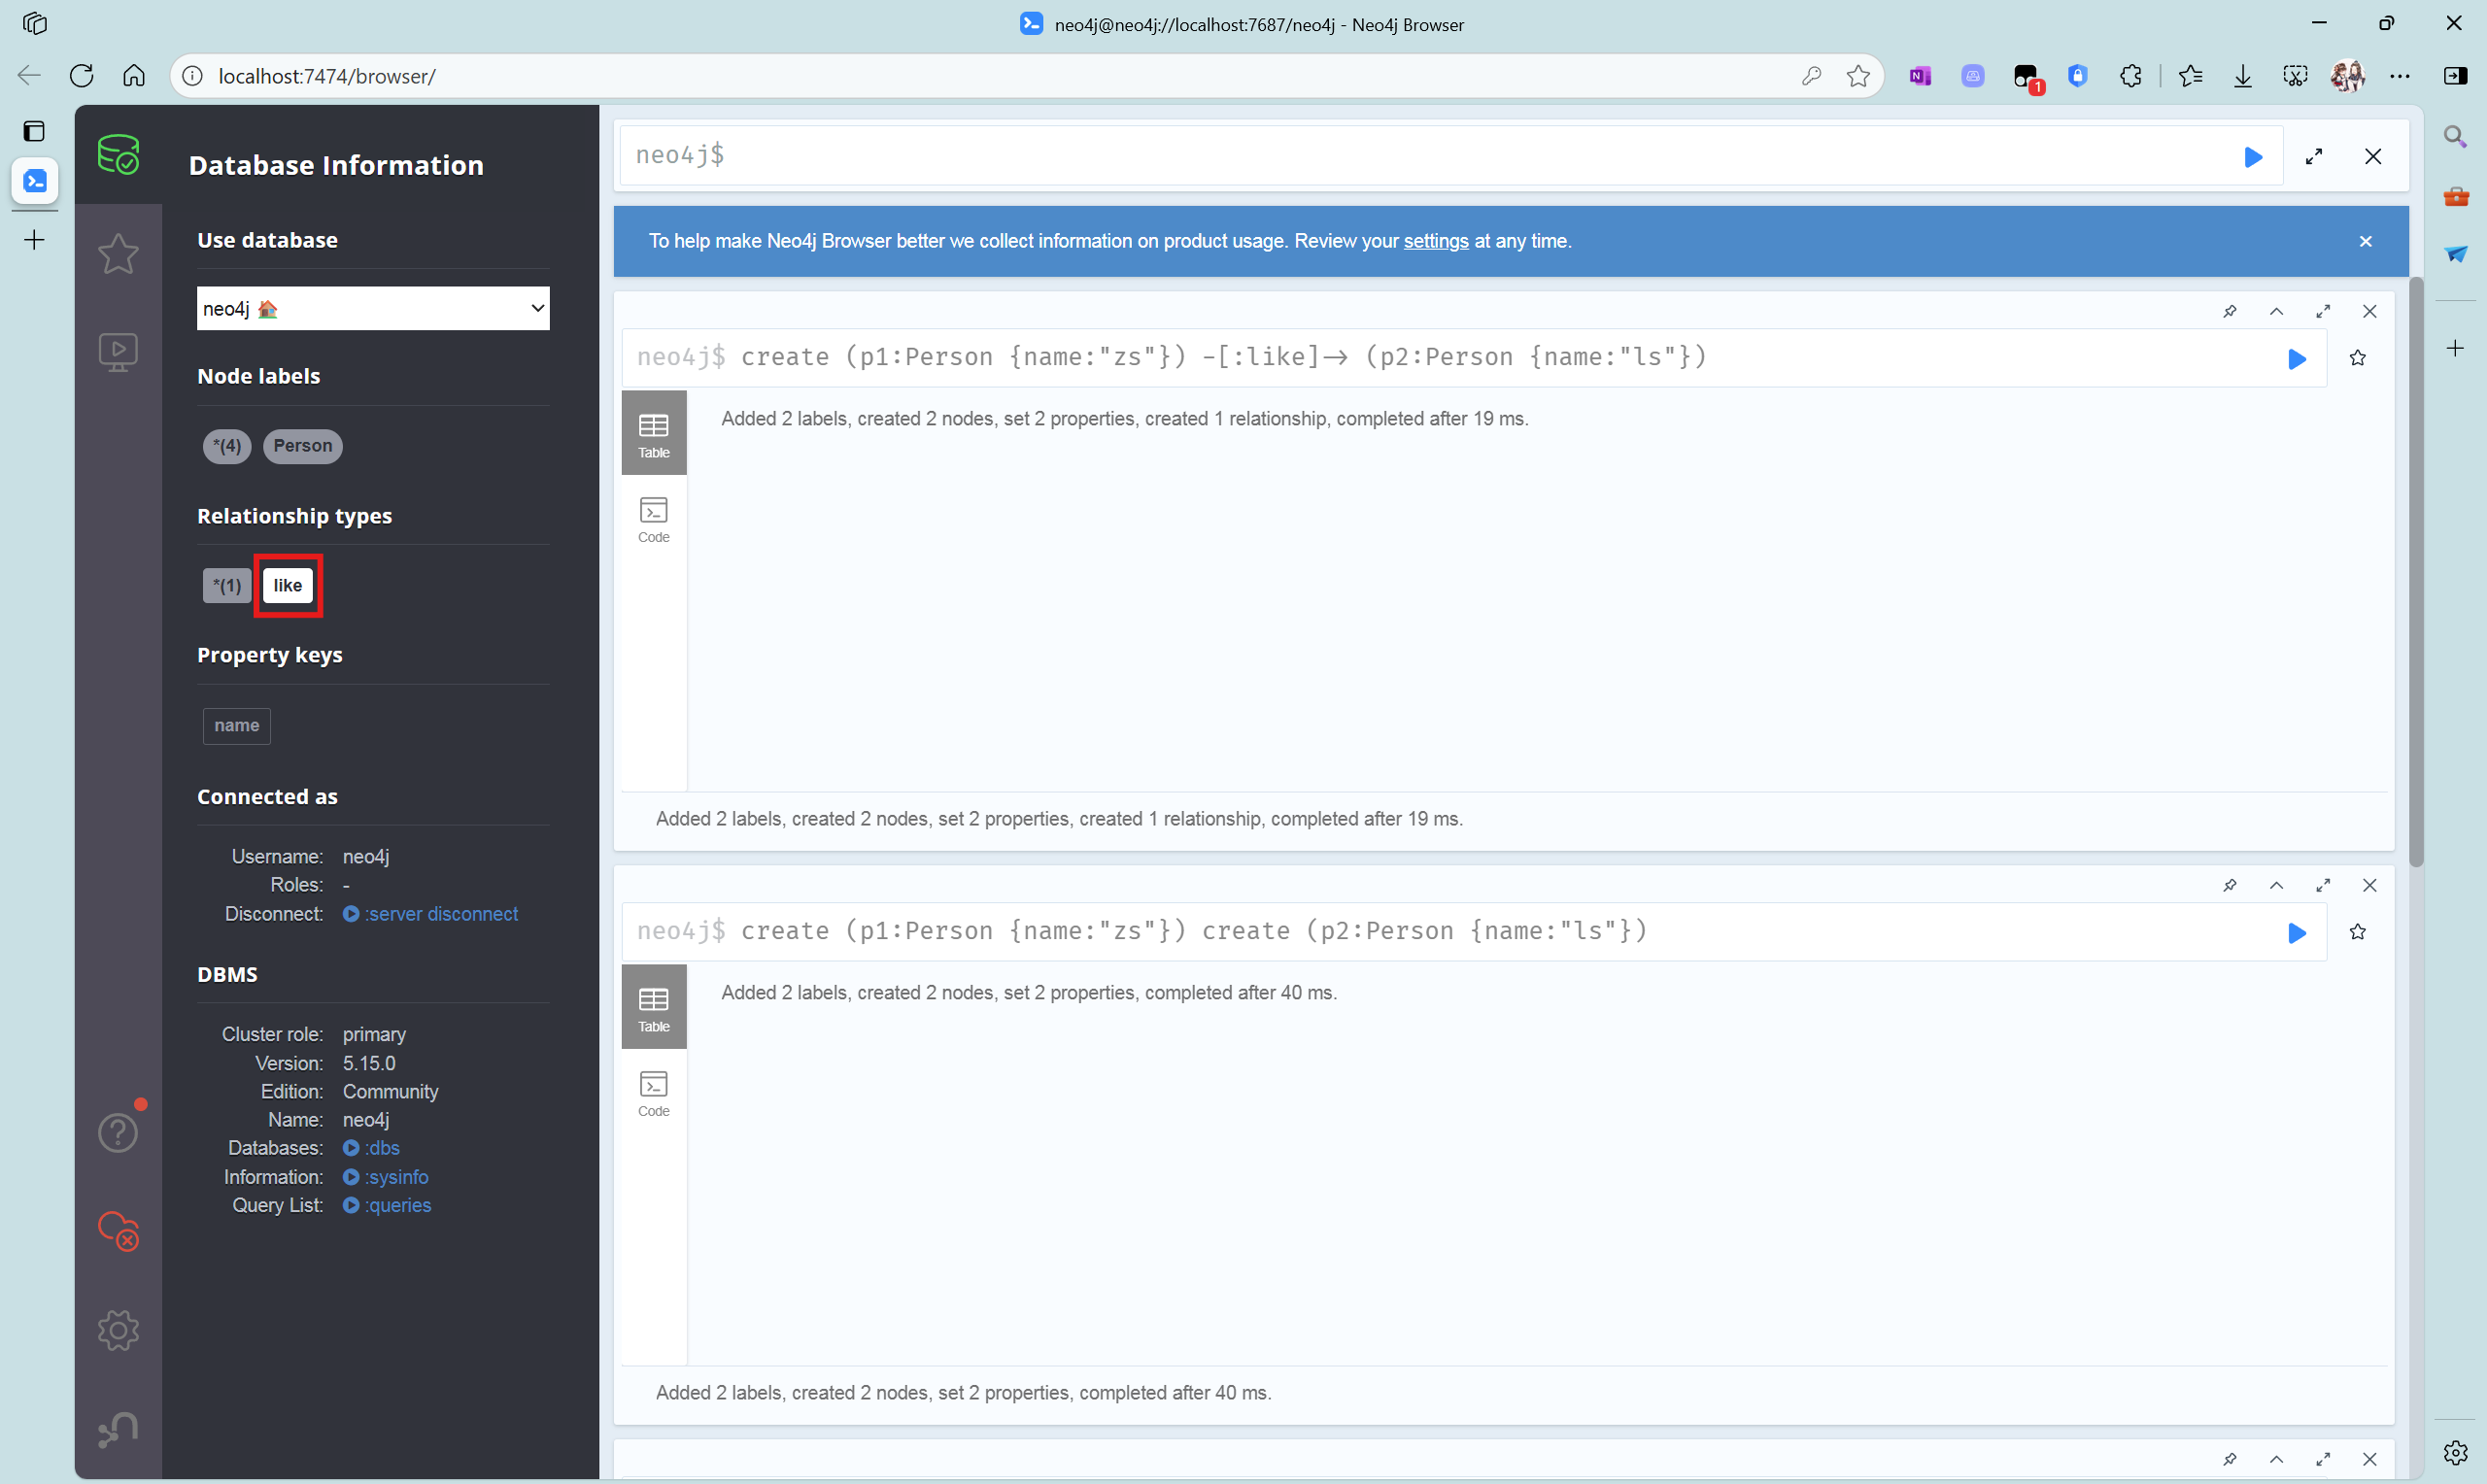 neo4j@neo4j://localhost:7687/neo4j - Neo4j Browser
localhost:7474/browser/
N
1
Database Information
Use database
neo4j
Node labels
*(4) Person
Relationship types
*(1) like
Property keys
name
Connected as
Username: neo4j
Roles: -
Disconnect: :server disconnect
DBMS
Cluster role: primary
Version: 5.15.0
Edition: Community
Name: neo4j
Databases: :dbs
Information: :sysinfo
Query List: :queries
neo4j$
To help make Neo4j Browser better we collect information on product usage. Review your settings at any time.
neo4j$ create (p1:Person {name:"zs"}) -[:like]-> (p2:Person {name:"ls"})
Table
Code
Added 2 labels, created 2 nodes, set 2 properties, created 1 relationship, completed after 19 ms.
Added 2 labels, created 2 nodes, set 2 properties, created 1 relationship, completed after 19 ms.
neo4j$ create (p1:Person {name:"zs"}) create (p2:Person {name:"ls"})
Table
Code
Added 2 labels, created 2 nodes, set 2 properties, completed after 40 ms.
Added 2 labels, created 2 nodes, set 2 properties, completed after 40 ms.